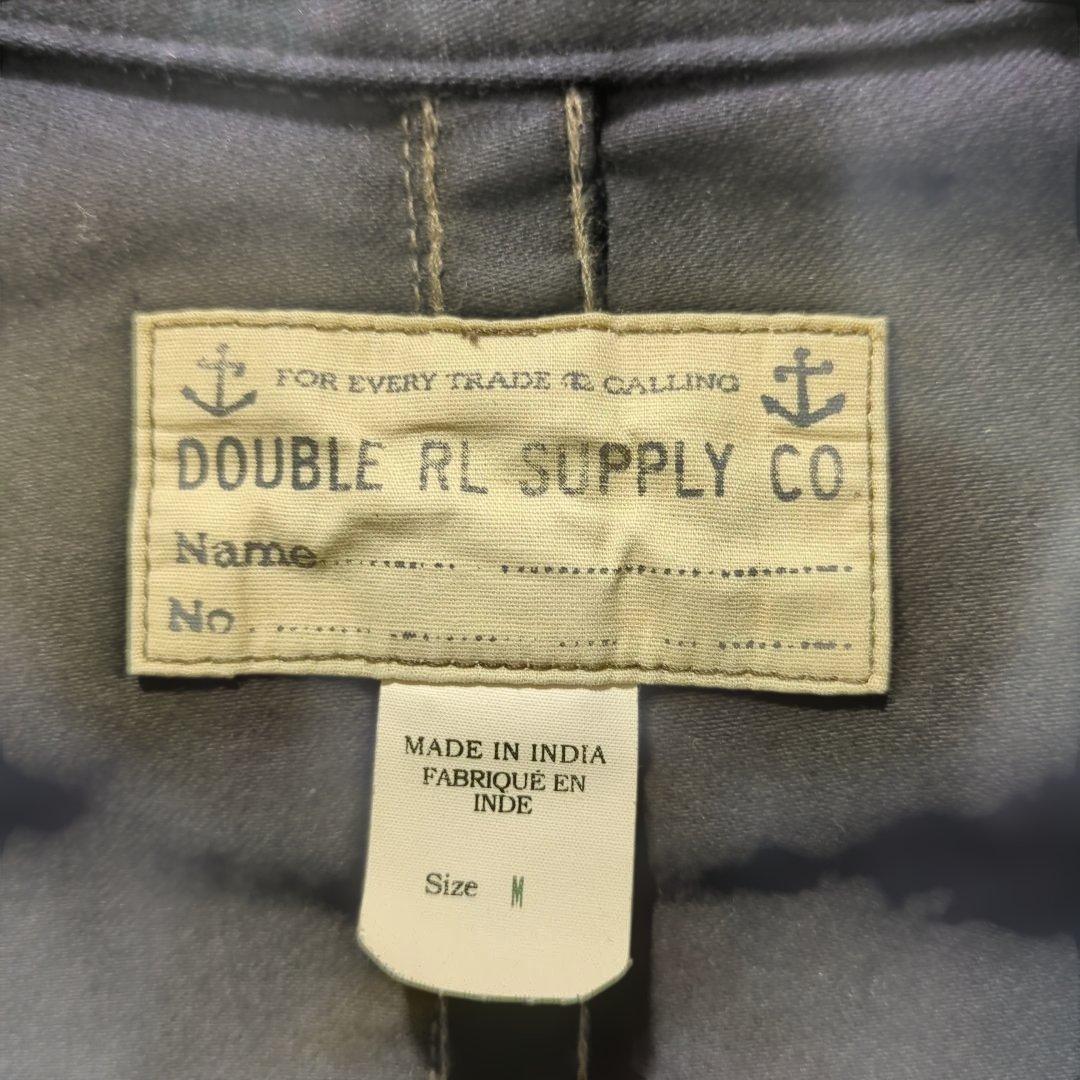 FOR EVERY TRADE & CALLING
DOUBLE RL SUPPLY CO
Name
No
MADE IN INDIA
FABRIQUÉ EN
INDE
Size M